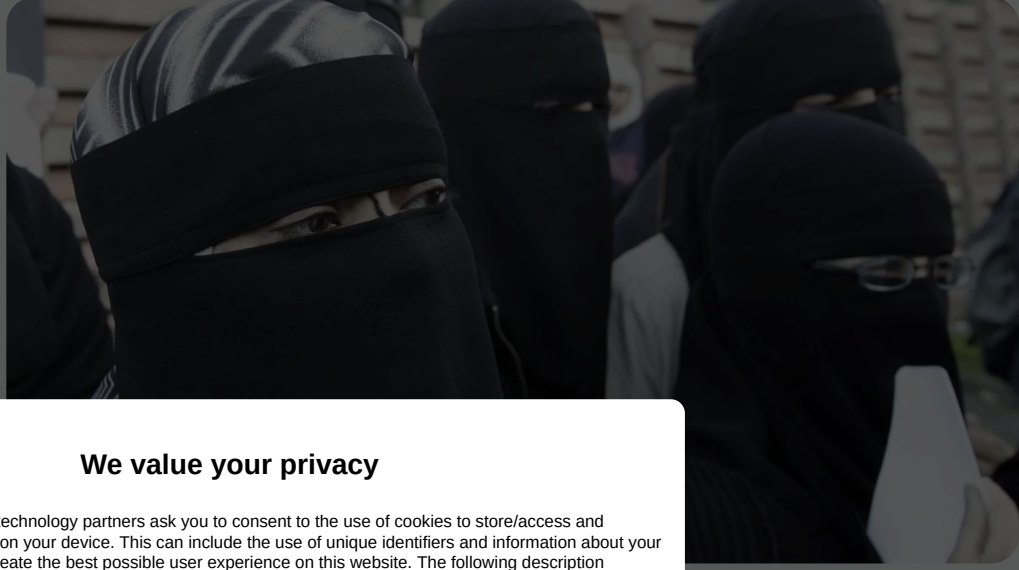 We value your privacy
technology partners ask you to consent to the use of cookies to store/access and
on your device. This can include the use of unique identifiers and information about your
eate the best possible user experience on this website. The following description